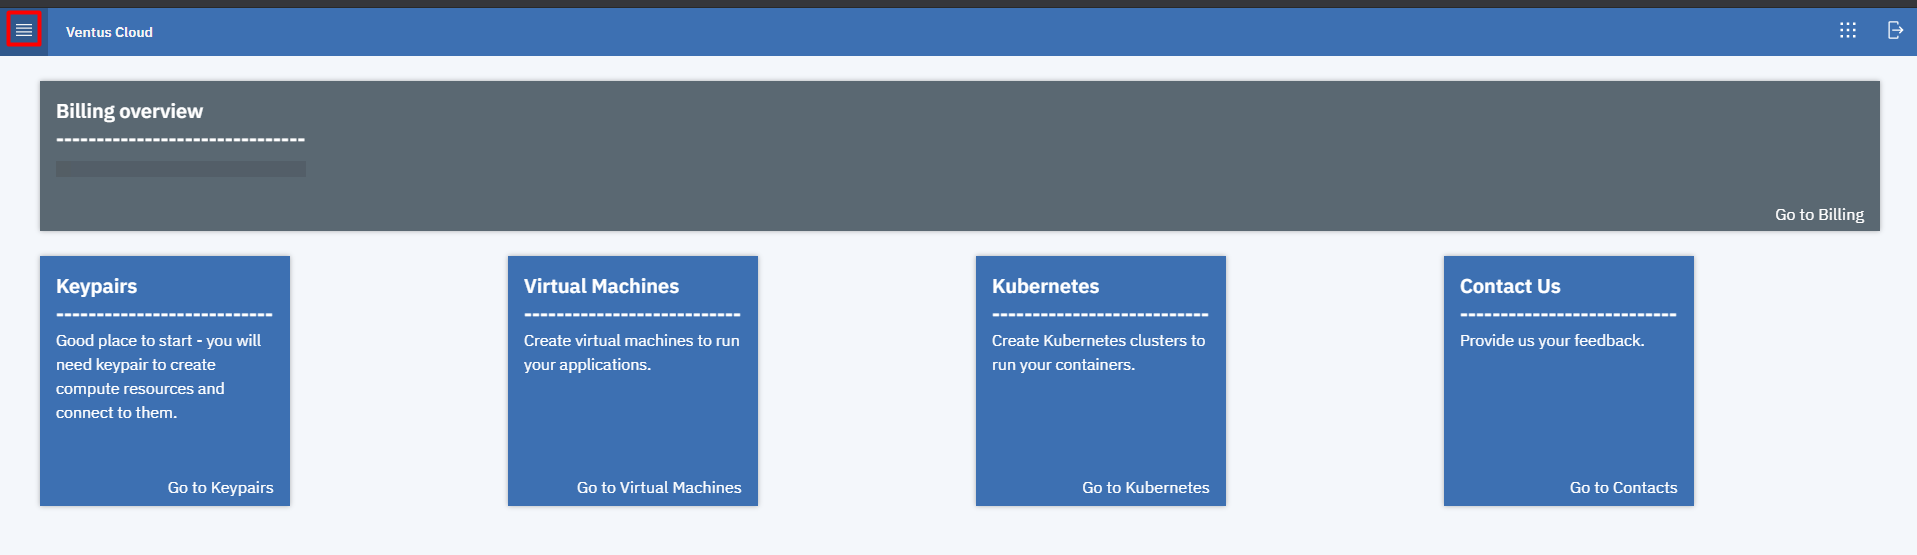 Ventus Cloud
Billing overview
-------------------------------
Go to Billing
Keypairs
---------------------------
Good place to start - you will
need keypair to create
compute resources and
connect to them.
Go to Keypairs
Virtual Machines
---------------------------
Create virtual machines to run
your applications.
Go to Virtual Machines
Kubernetes
---------------------------
Create Kubernetes clusters to
run your containers.
Go to Kubernetes
Contact Us
---------------------------
Provide us your feedback.
Go to Contacts